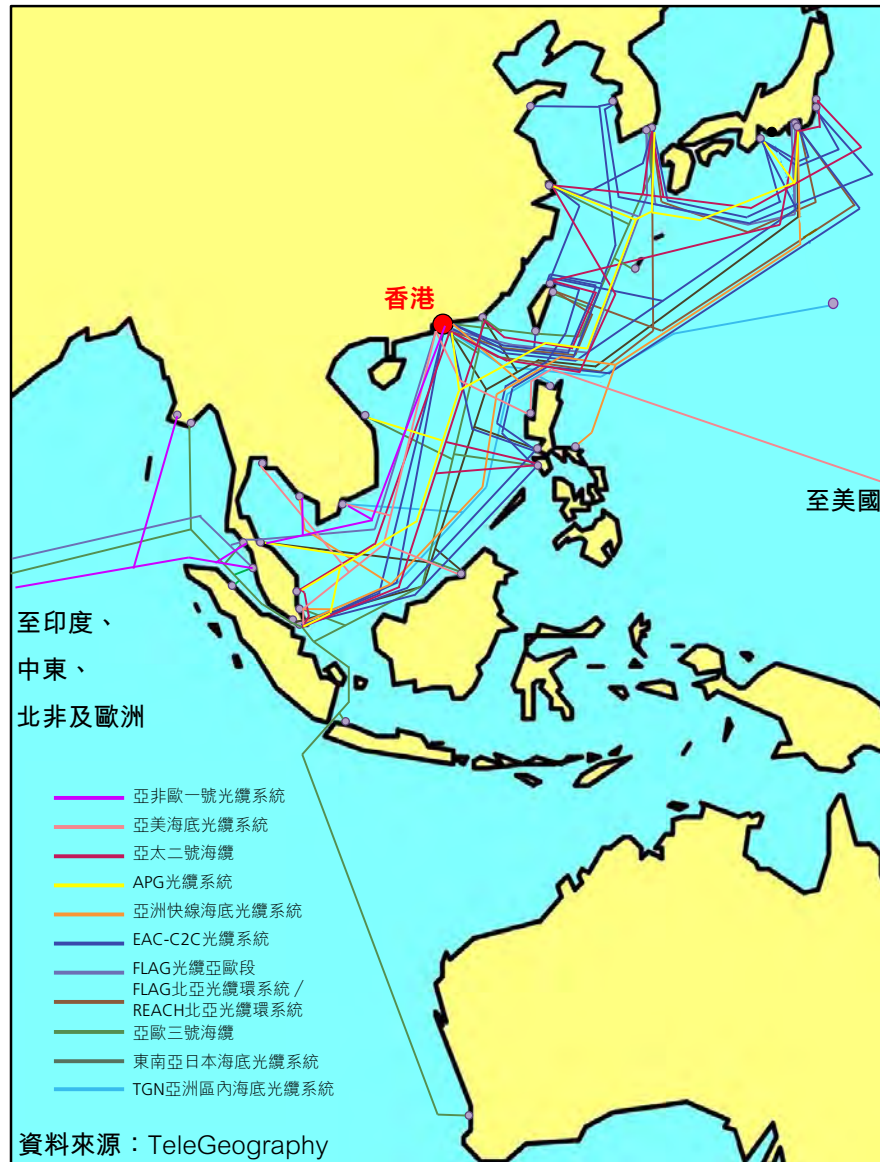 香港
至美國
至印度、
中東、
北非及歐洲
亞非歐一號光纜系統
亞美海底光纜系統
亞太二號海纜
APG光纜系統
亞洲快線海底光纜系統
EAC-C2C光纜系統
FLAG光纜亞歐段
FLAG北亞光纜環系統／
REACH北亞光纜環系統
亞歐三號海纜
東南亞日本海底光纜系統
TGN亞洲區內海底光纜系統
資料來源：TeleGeography